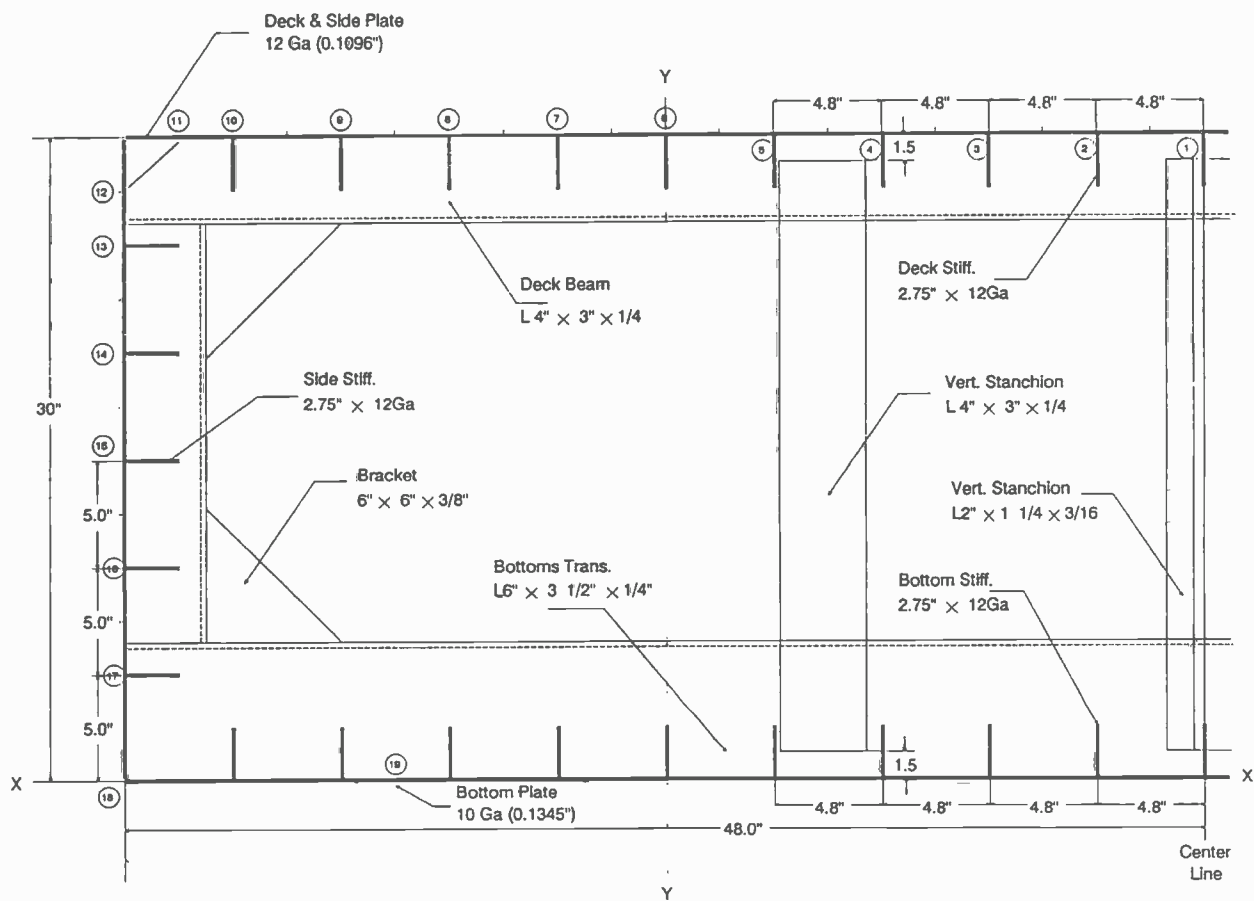 Deck & Side Plate
12 Ga (0.1096")
Y
4.8" 4.8" 4.8" 4.8"
11 10 9 8 7 6
5 4 3 2 1
1.5
12
13
Deck Beam
L 4" × 3" × 1/4
Deck Stiff.
2.75" × 12Ga
14
Side Stiff.
2.75" × 12Ga
Vert. Stanchion
L 4" × 3" × 1/4
30"
15
Bracket
6" × 6" × 3/8"
Vert. Stanchion
L2" × 1 1/4 × 3/16
5.0"
16
Bottoms Trans.
L6" × 3 1/2" × 1/4"
Bottom Stiff.
2.75" × 12Ga
5.0"
17
5.0"
19
1.5
X X
18
Bottom Plate
10 Ga (0.1345")
4.8" 4.8" 4.8" 4.8"
48.0"
Center
Line
Y